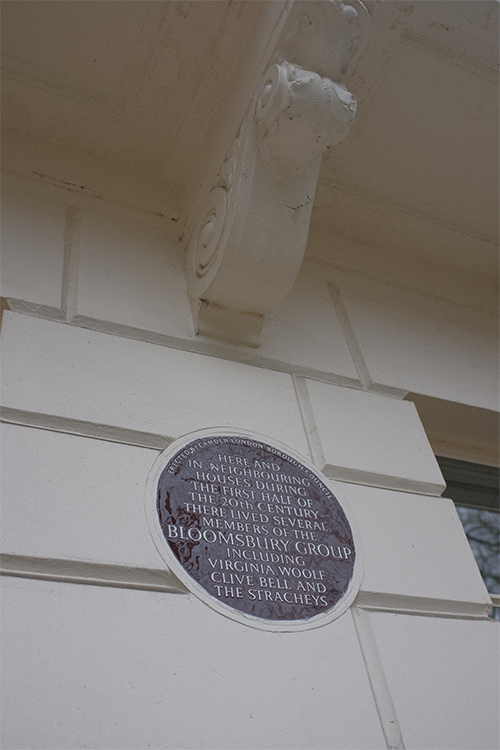 ERECTED BY CAMDEN LONDON BOROUGH COUNCIL
HERE AND
IN NEIGHBOURING
HOUSES DURING
THE FIRST HALF OF
THE 20th CENTURY
THERE LIVED SEVERAL
MEMBERS OF THE
BLOOMSBURY GROUP
INCLUDING
VIRGINIA WOOLF
CLIVE BELL AND
THE STRACHEYS